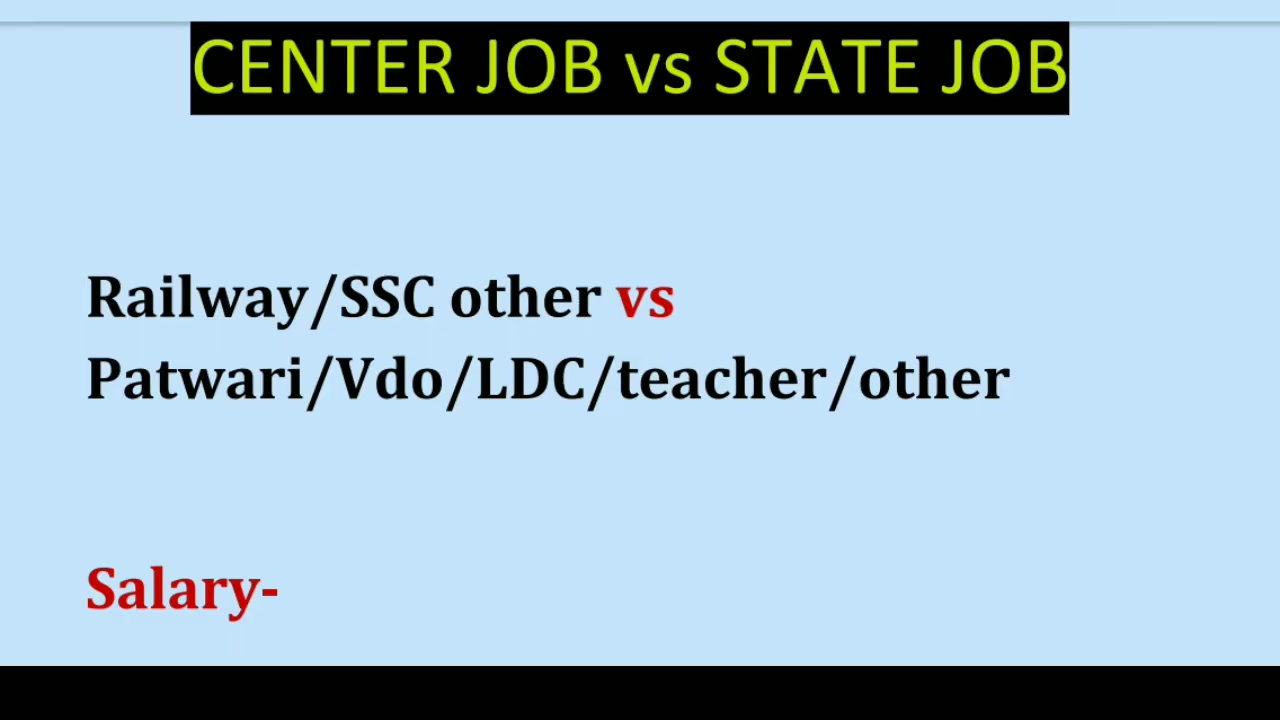 CENTER JOB vs STATE JOB
Railway/SSC other vs
Patwari/Vdo/LDC/teacher/other
Salary-